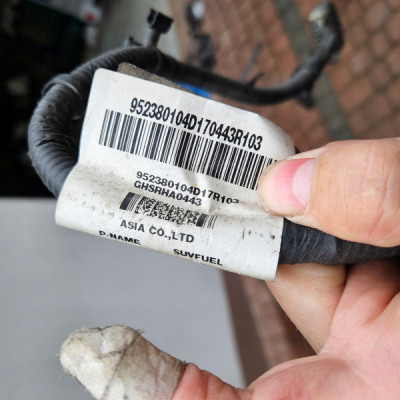 952380104D170443R103
952380104D17R103
GHSRHA0443
ASIA CO.,LTD
P-NAME SUVFUEL